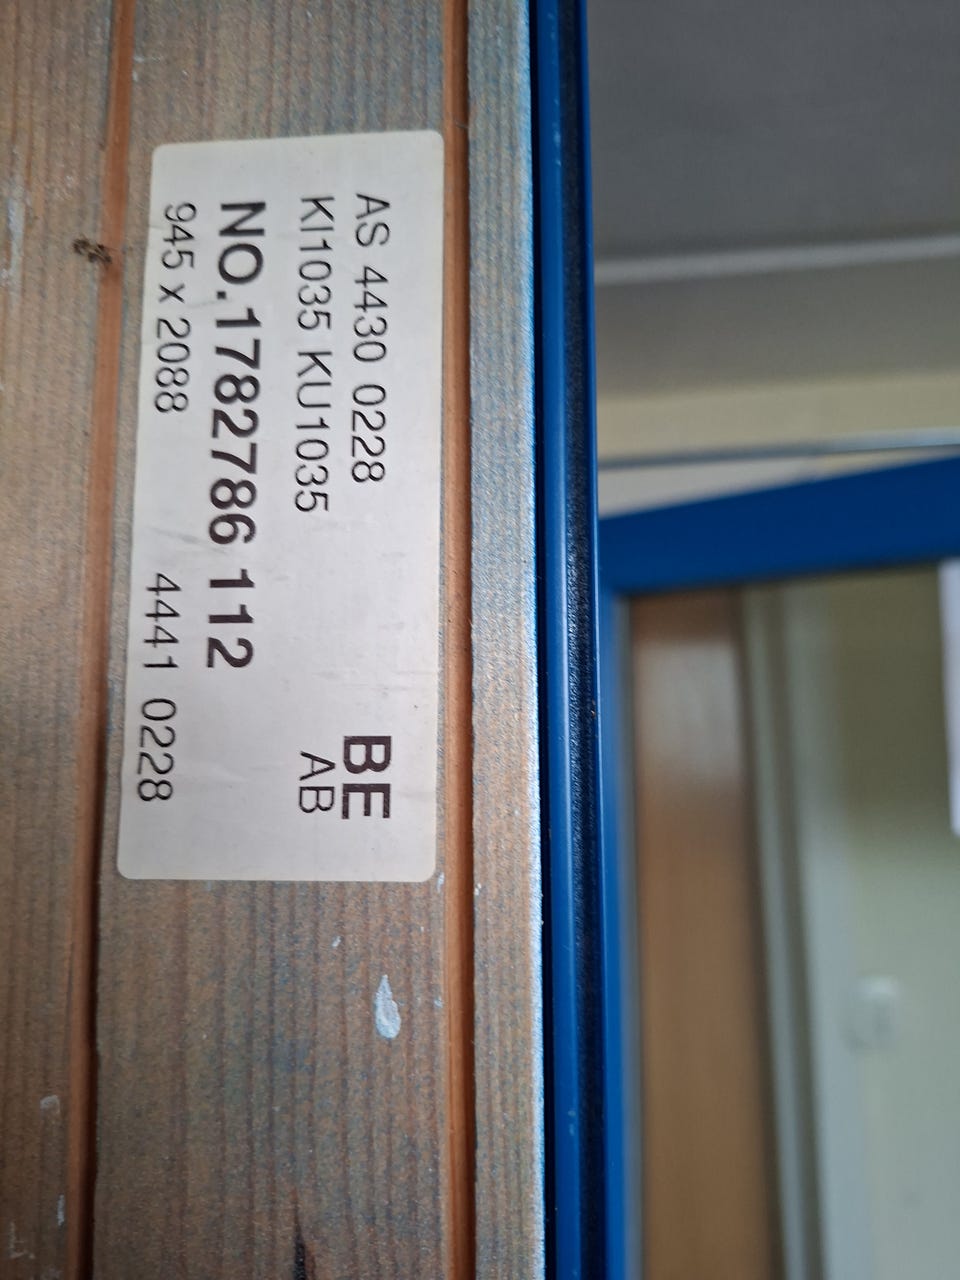 AS 4430 0228 BE
KI1035 KU1035 AB
NO.1782786 112
945 x 2088 4441 0228